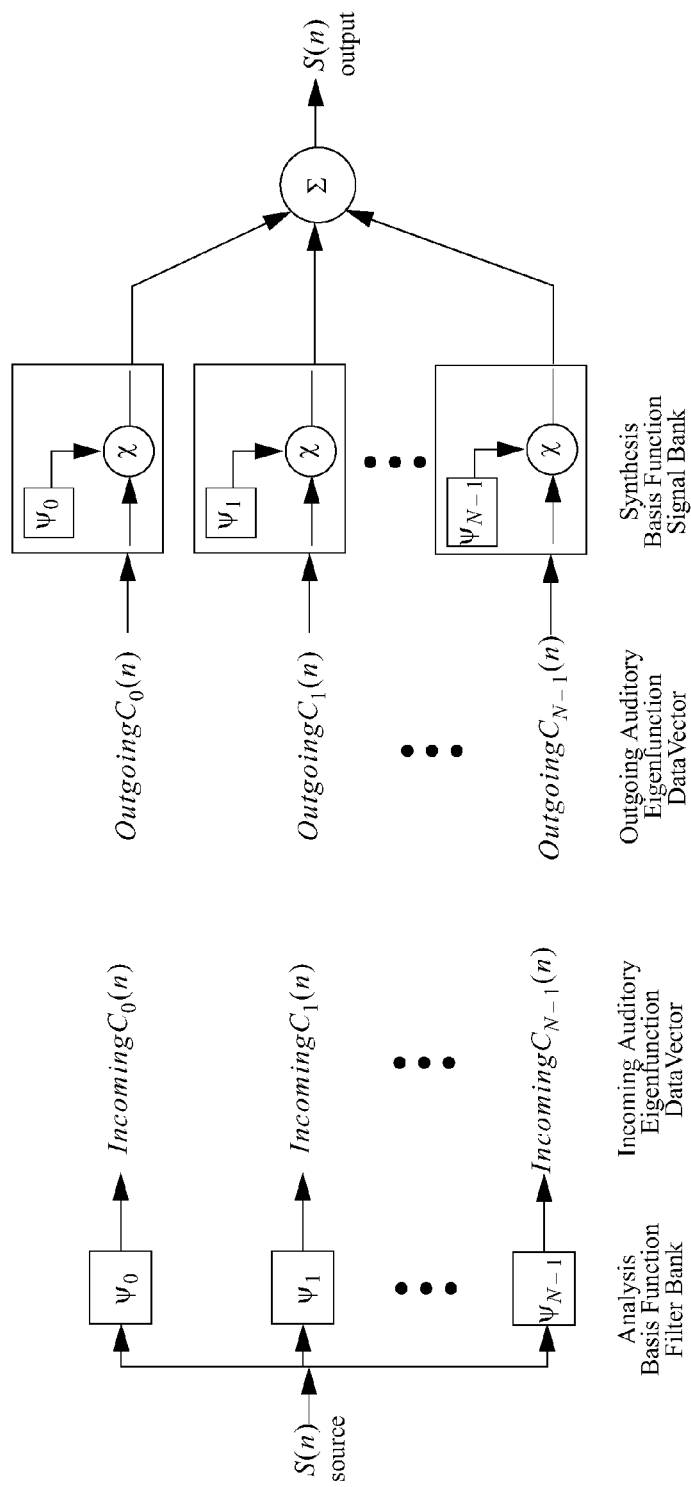 S(n)
source
ψ0
ψ1
ψN−1
Analysis
Basis Function
Filter Bank
IncomingC0(n)
IncomingC1(n)
IncomingCN−1(n)
Incoming Auditory
Eigenfunction
DataVector
OutgoingC0(n)
OutgoingC1(n)
OutgoingCN−1(n)
Outgoing Auditory
Eigenfunction
DataVector
ψ0
χ
ψ1
χ
ψN−1
χ
Synthesis
Basis Function
Signal Bank
Σ
S(n)
output